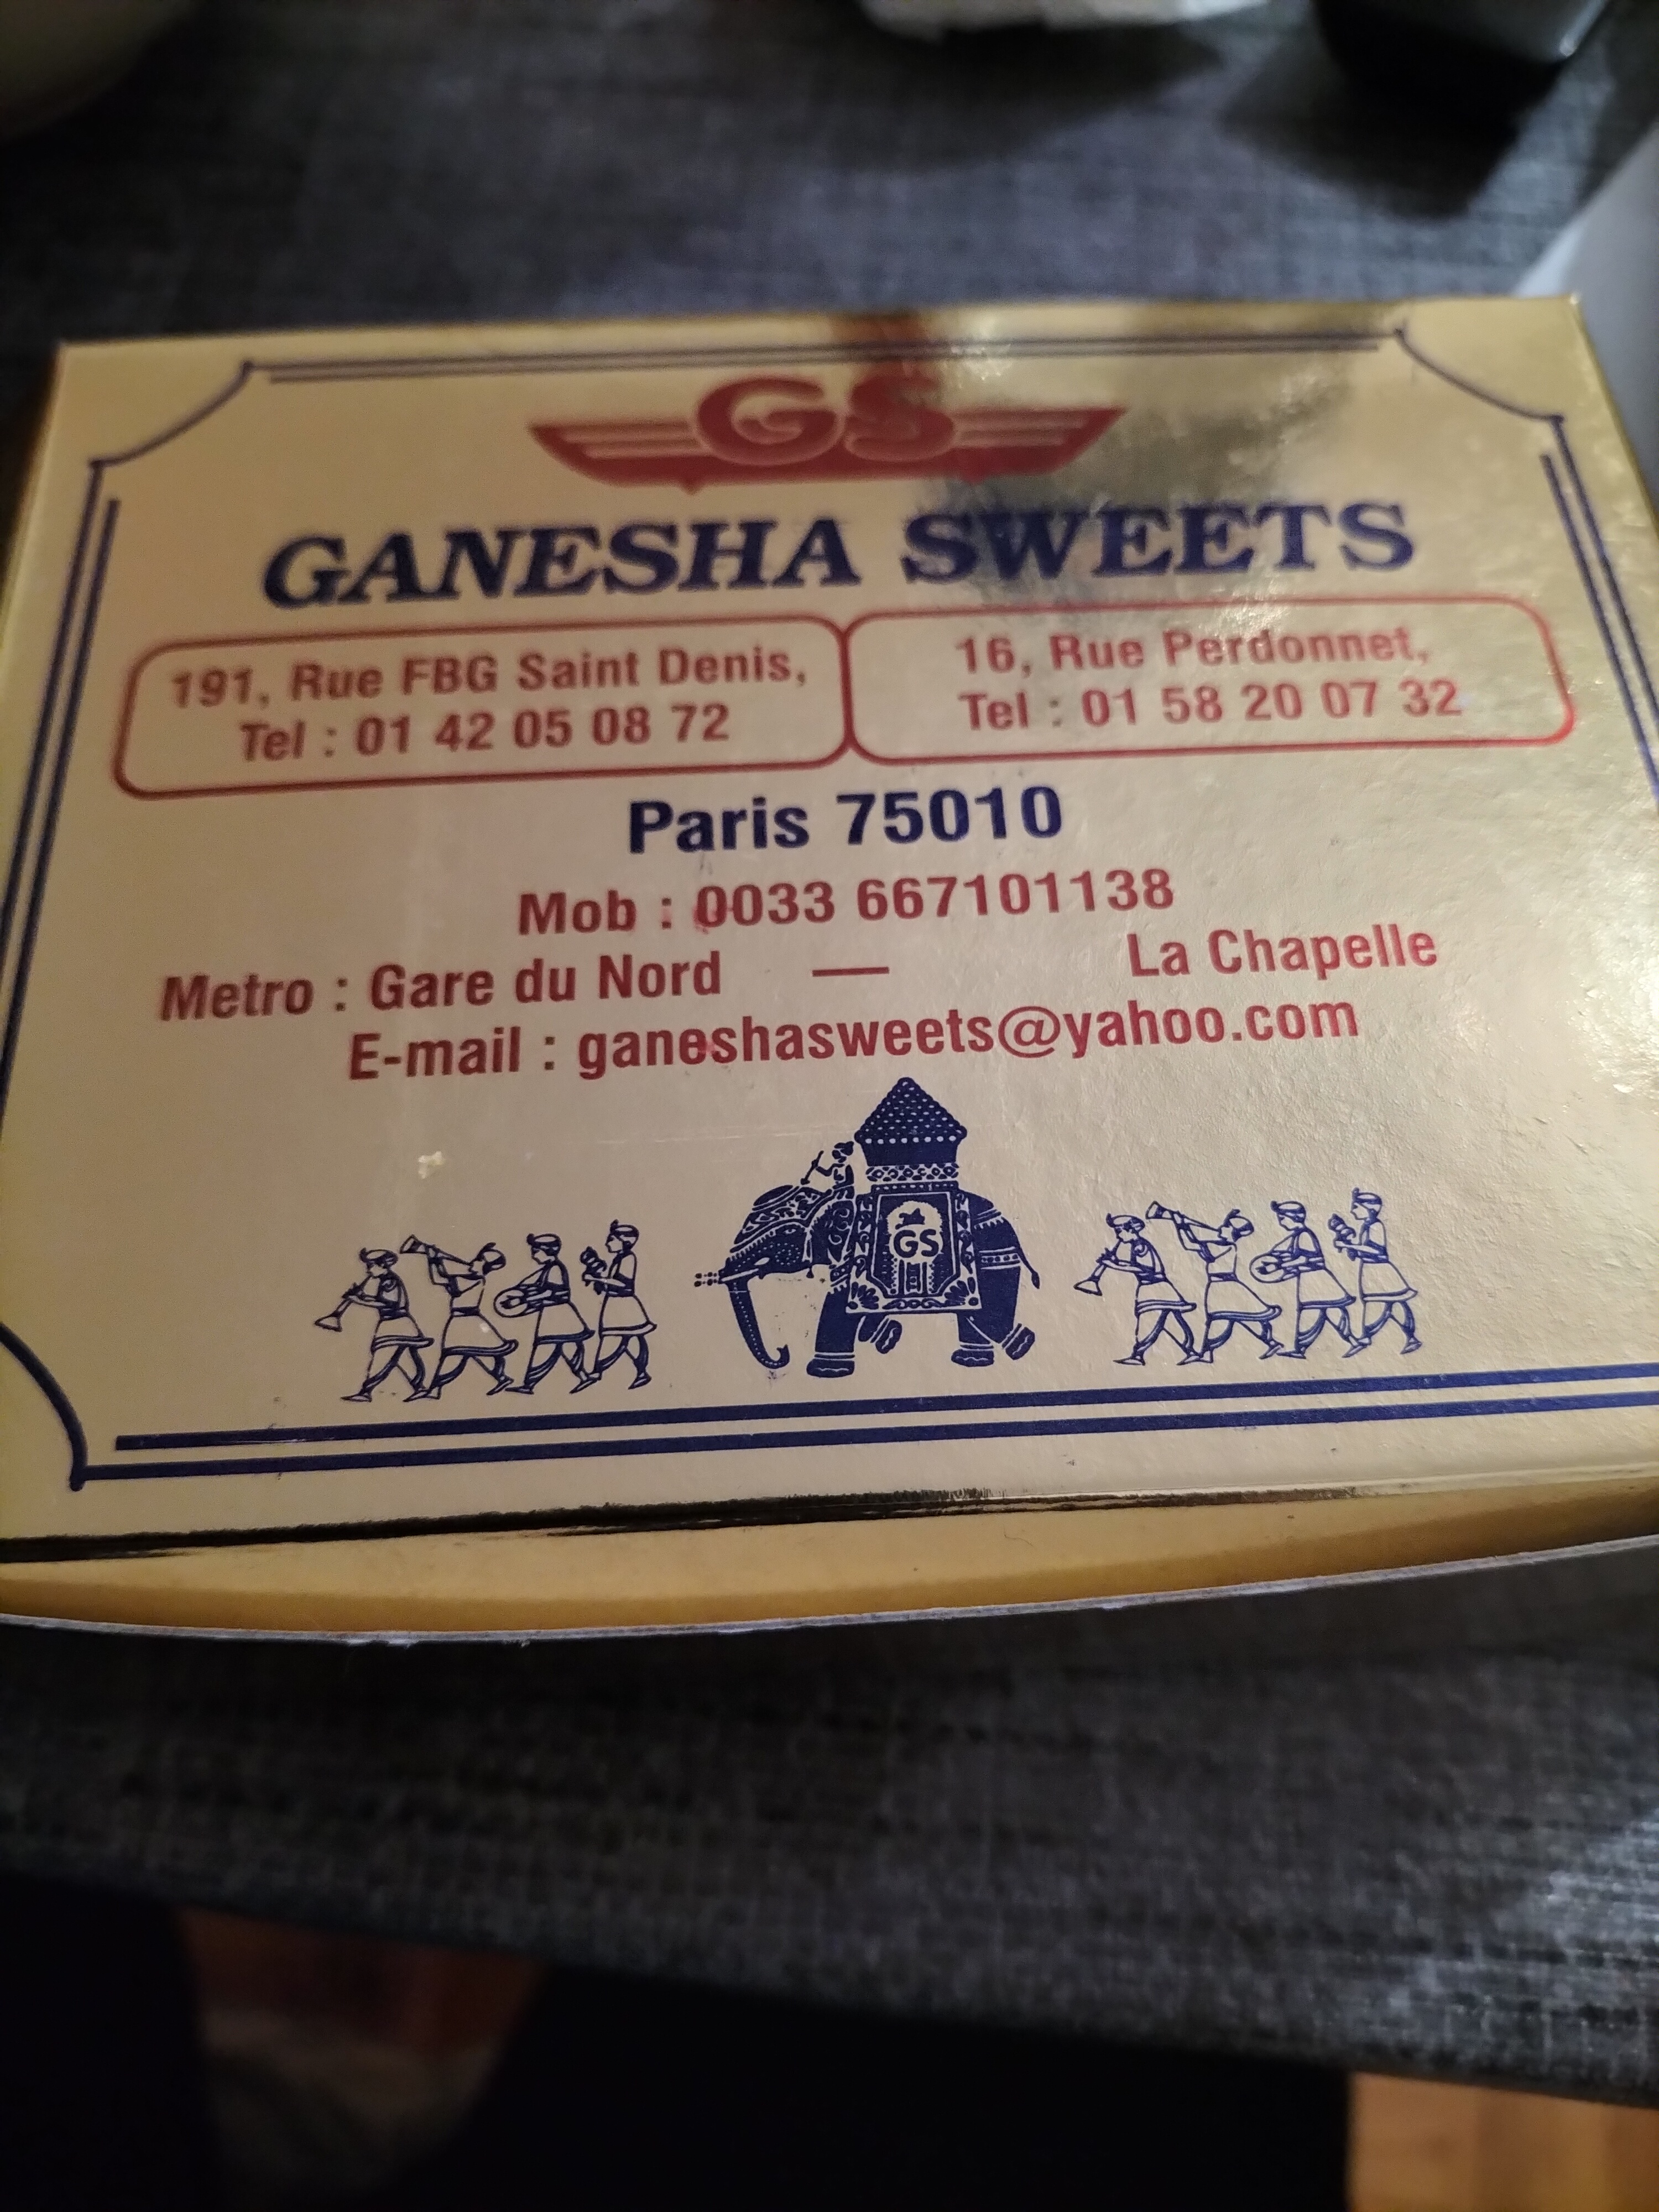 GS
GANESHA SWEETS
191, Rue FBG Saint Denis,
Tel : 01 42 05 08 72
16, Rue Perdonnet,
Tel : 01 58 20 07 32
Paris 75010
Mob : 0033 667101138
Metro : Gare du Nord — La Chapelle
E-mail : ganeshasweets@yahoo.com
GS